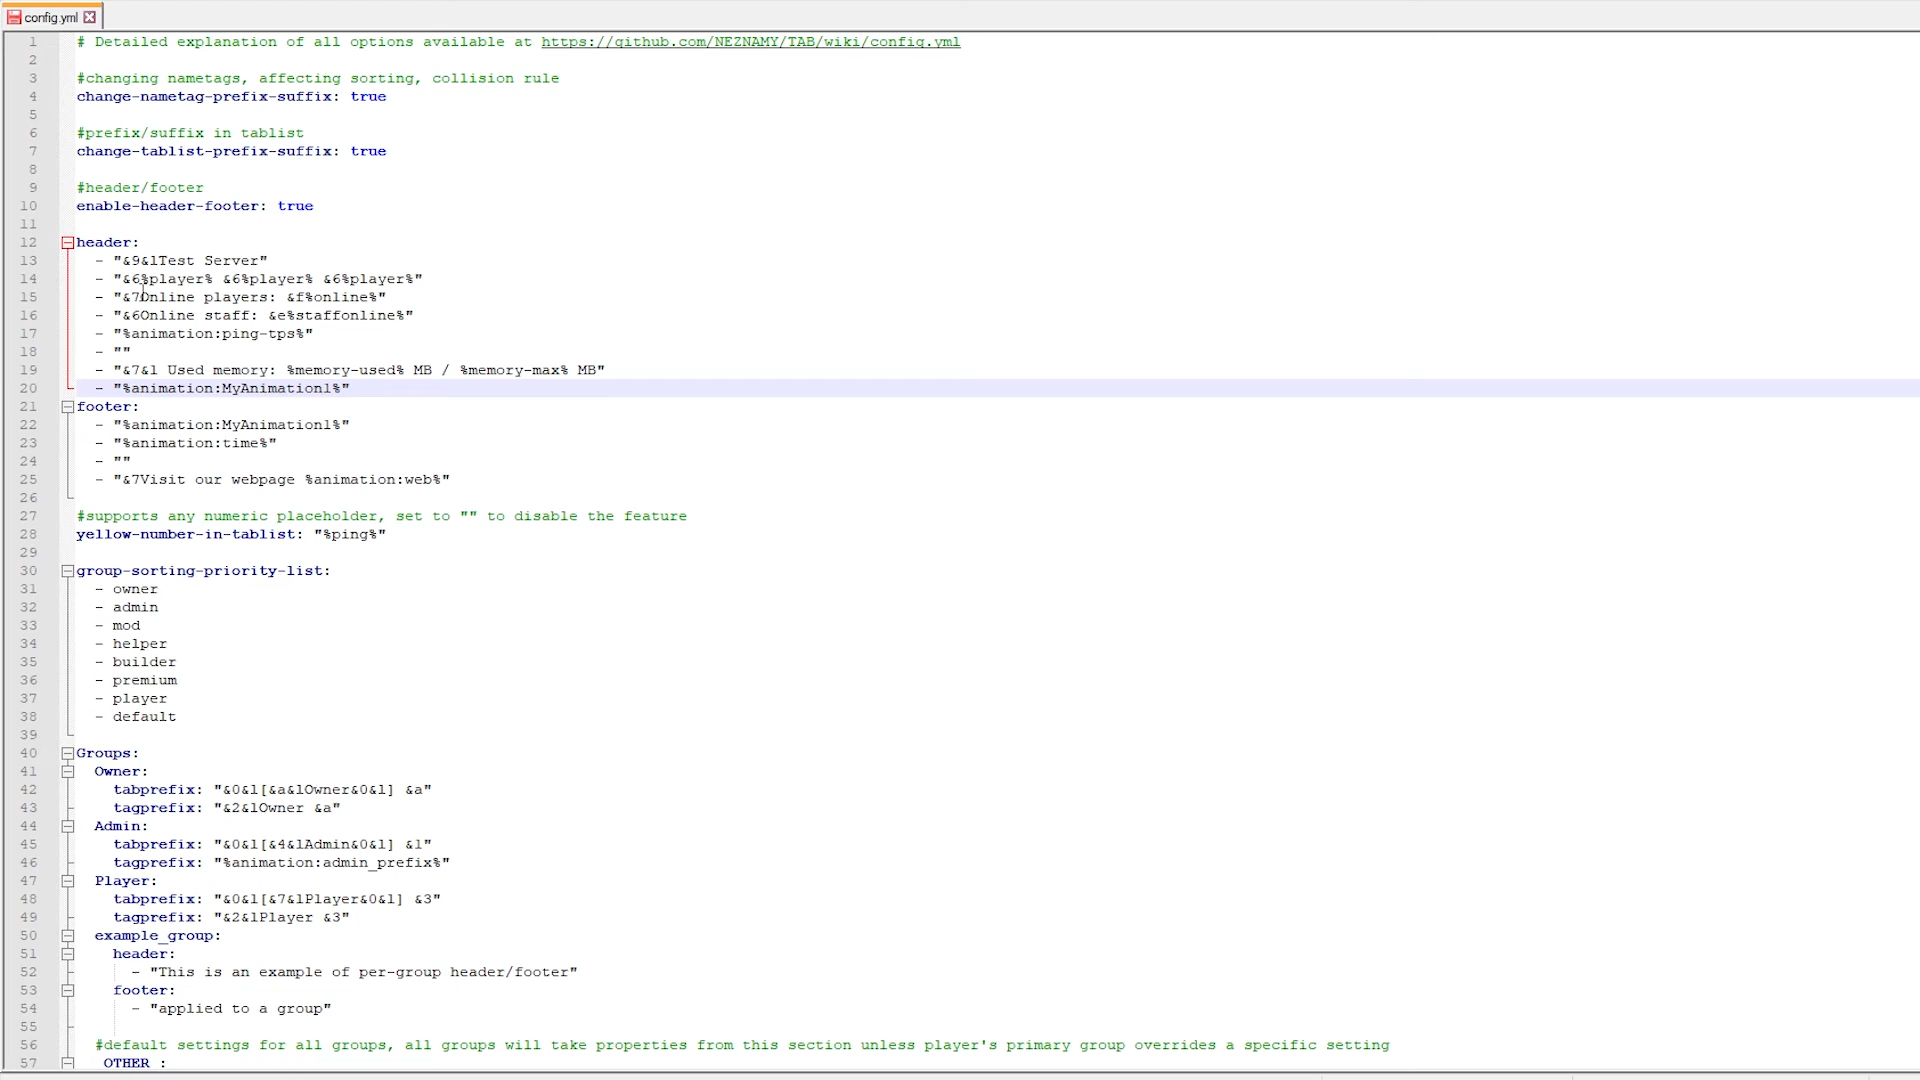 config.yml
1 # Detailed explanation of all options available at https://github.com/NEZNAMY/TAB/wiki/config.yml
2
3 #changing nametags, affecting sorting, collision rule
4 change-nametag-prefix-suffix: true
5
6 #prefix/suffix in tablist
7 change-tablist-prefix-suffix: true
8
9 #header/footer
10 enable-header-footer: true
11
12 header:
13 - "&9&lTest Server"
14 - "&6%player% &6%player% &6%player%"
15 - "&7Online players: &f%online%"
16 - "&6Online staff: &e%staffonline%"
17 - "%animation:ping-tps%"
18 - ""
19 - "&7&l Used memory: %memory-used% MB / %memory-max% MB"
20 - "%animation:MyAnimation1%"
21 footer:
22 - "%animation:MyAnimation1%"
23 - "%animation:time%"
24 - ""
25 - "&7Visit our webpage %animation:web%"
26
27 #supports any numeric placeholder, set to "" to disable the feature
28 yellow-number-in-tablist: "%ping%"
29
30 group-sorting-priority-list:
31 - owner
32 - admin
33 - mod
34 - helper
35 - builder
36 - premium
37 - player
38 - default
39
40 Groups:
41 Owner:
42 tabprefix: "&0&l[&a&lOwner&0&l] &a"
43 tagprefix: "&2&lOwner &a"
44 Admin:
45 tabprefix: "&0&l[&4&lAdmin&0&l] &l"
46 tagprefix: "%animation:admin_prefix%"
47 Player:
48 tabprefix: "&0&l[&7&lPlayer&0&l] &3"
49 tagprefix: "&2&lPlayer &3"
50 example_group:
51 header:
52 - "This is an example of per-group header/footer"
53 footer:
54 - "applied to a group"
55
56 #default settings for all groups, all groups will take properties from this section unless player's primary group overrides a specific setting
57 _OTHER_: